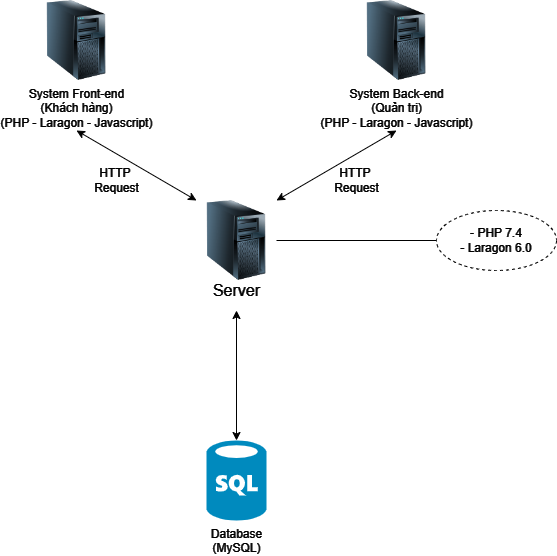 System Front-end
(Khách hàng)
(PHP - Laragon - Javascript)
System Back-end
(Quản trị)
(PHP - Laragon - Javascript)
HTTP
Request
HTTP
Request
- PHP 7.4
- Laragon 6.0
Server
SQL
Database
(MySQL)